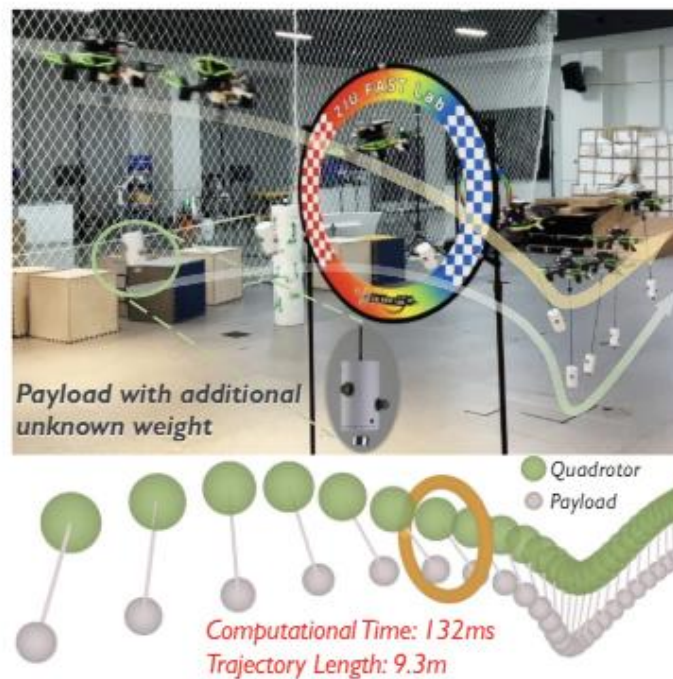 ZJU FAST Lab
Payload with additional
unknown weight
Quadrotor
Payload
Computational Time: 132ms
Trajectory Length: 9.3m